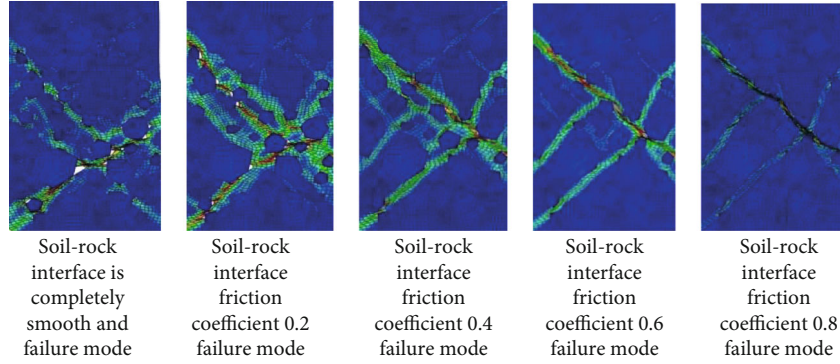 Soil-rock
interface is
completely
smooth and
failure mode
Soil-rock
interface
friction
coefficient 0.2
failure mode
Soil-rock
interface
friction
coefficient 0.4
failure mode
Soil-rock
interface
friction
coefficient 0.6
failure mode
Soil-rock
interface
friction
coefficient 0.8
failure mode